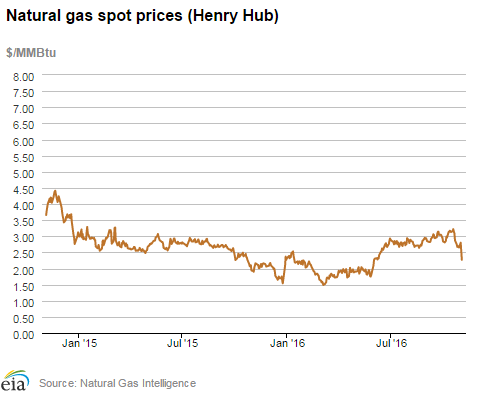 Natural gas spot prices (Henry Hub)
$/MMBtu
8.00
7.50
7.00
6.50
6.00
5.50
5.00
4.50
4.00
3.50
3.00
2.50
2.00
1.50
1.00
0.50
0.00
Jan '15
Jul '15
Jan '16
Jul '16
eia
Source: Natural Gas Intelligence